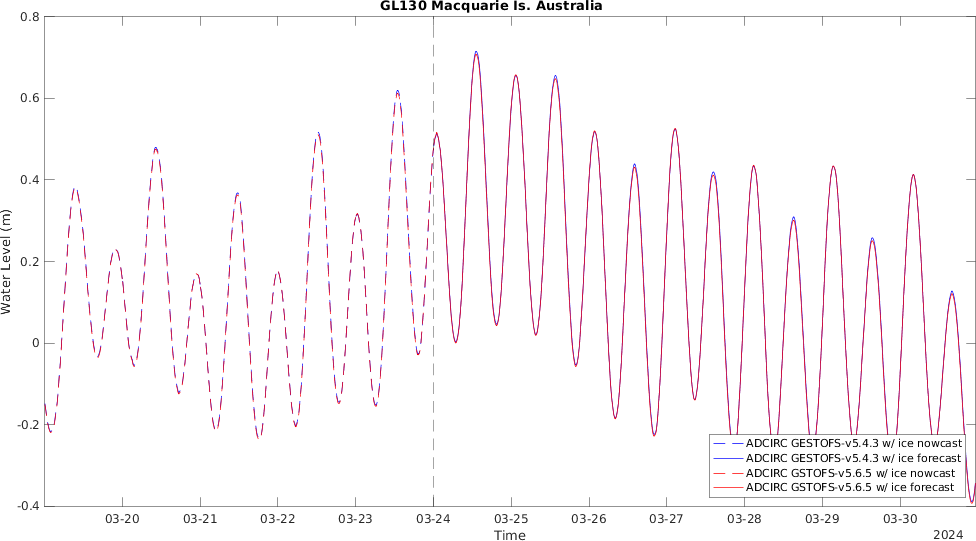 GL130 Macquarie Is. Australia
0.8
0.6
0.4
0.2
0
-0.2
-0.4
Water Level (m)
03-20 03-21 03-22 03-23 03-24 03-25 03-26 03-27 03-28 03-29 03-30
Time
2024
ADCIRC GESTOFS-v5.4.3 w/ ice nowcast
ADCIRC GESTOFS-v5.4.3 w/ ice forecast
ADCIRC GSTOFS-v5.6.5 w/ ice nowcast
ADCIRC GSTOFS-v5.6.5 w/ ice forecast